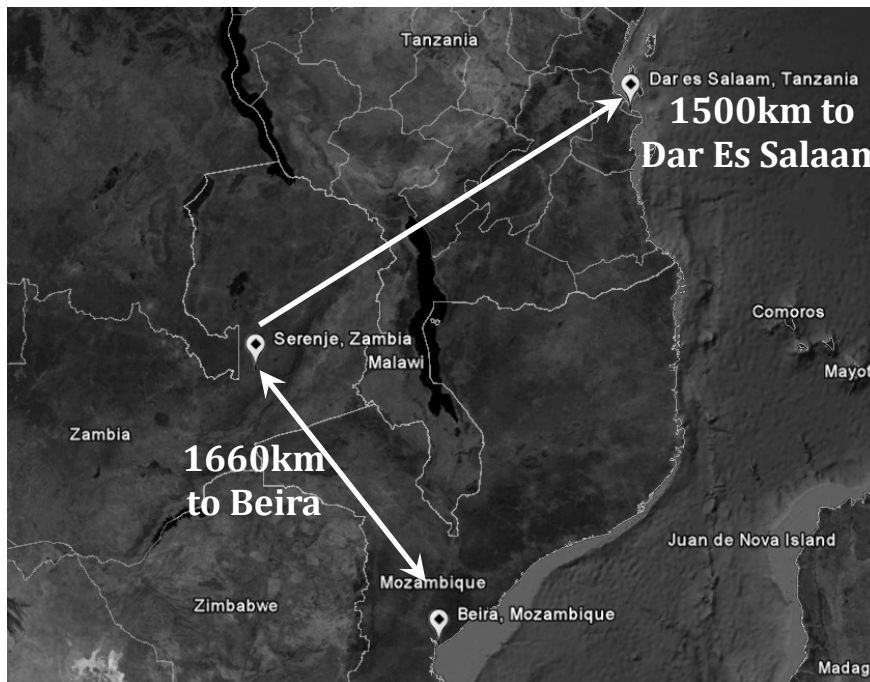 Tanzania
Dar es Salaam, Tanzania
1500km to
Dar Es Salaam
Comoros
Serenje, Zambia
Malawi
Mayot
Zambia
1660km
to Beira
Juan de Nova Island
Mozambique
Zimbabwe
Beira, Mozambique
Madag